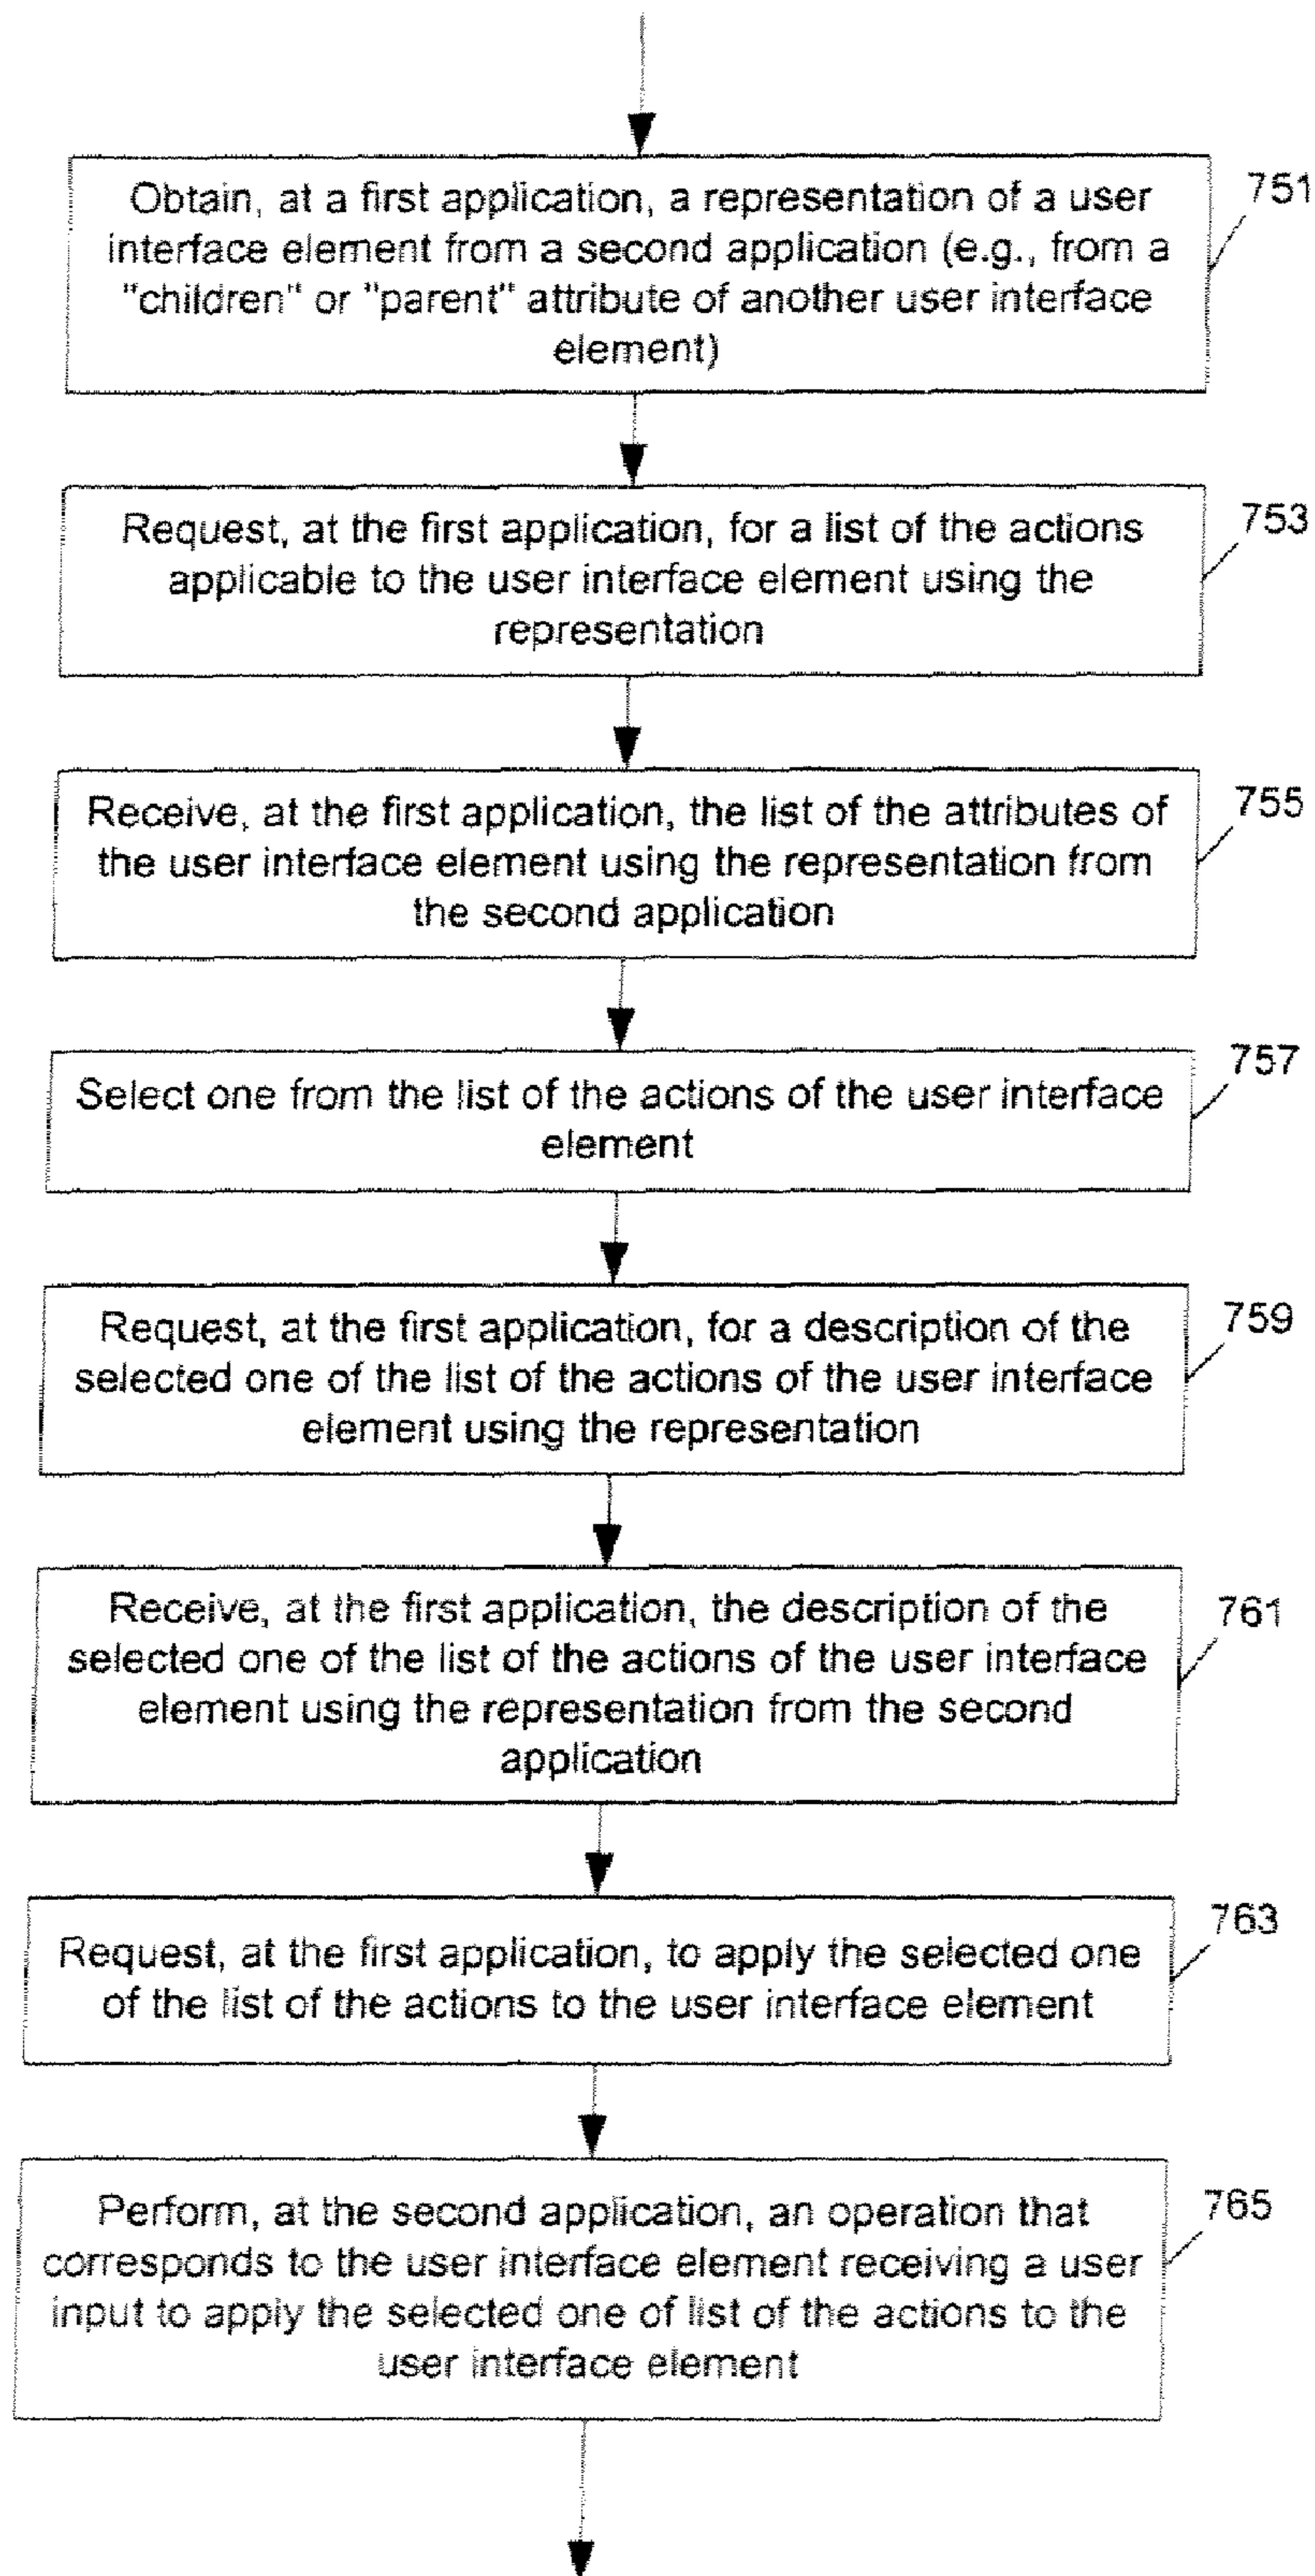 Obtain, at a first application, a representation of a user
interface element from a second application (e.g., from a
"children" or "parent" attribute of another user interface
element)
751
Request, at the first application, for a list of the actions
applicable to the user interface element using the
representation
753
Receive, at the first application, the list of the attributes of
the user interface element using the representation from
the second application
755
Select one from the list of the actions of the user interface
element
757
Request, at the first application, for a description of the
selected one of the list of the actions of the user interface
element using the representation
759
Receive, at the first application, the description of the
selected one of the list of the actions of the user interface
element using the representation from the second
application
761
Request, at the first application, to apply the selected one
of the list of the actions to the user interface element
763
Perform, at the second application, an operation that
corresponds to the user interface element receiving a user
input to apply the selected one of list of the actions to the
user interface element
765